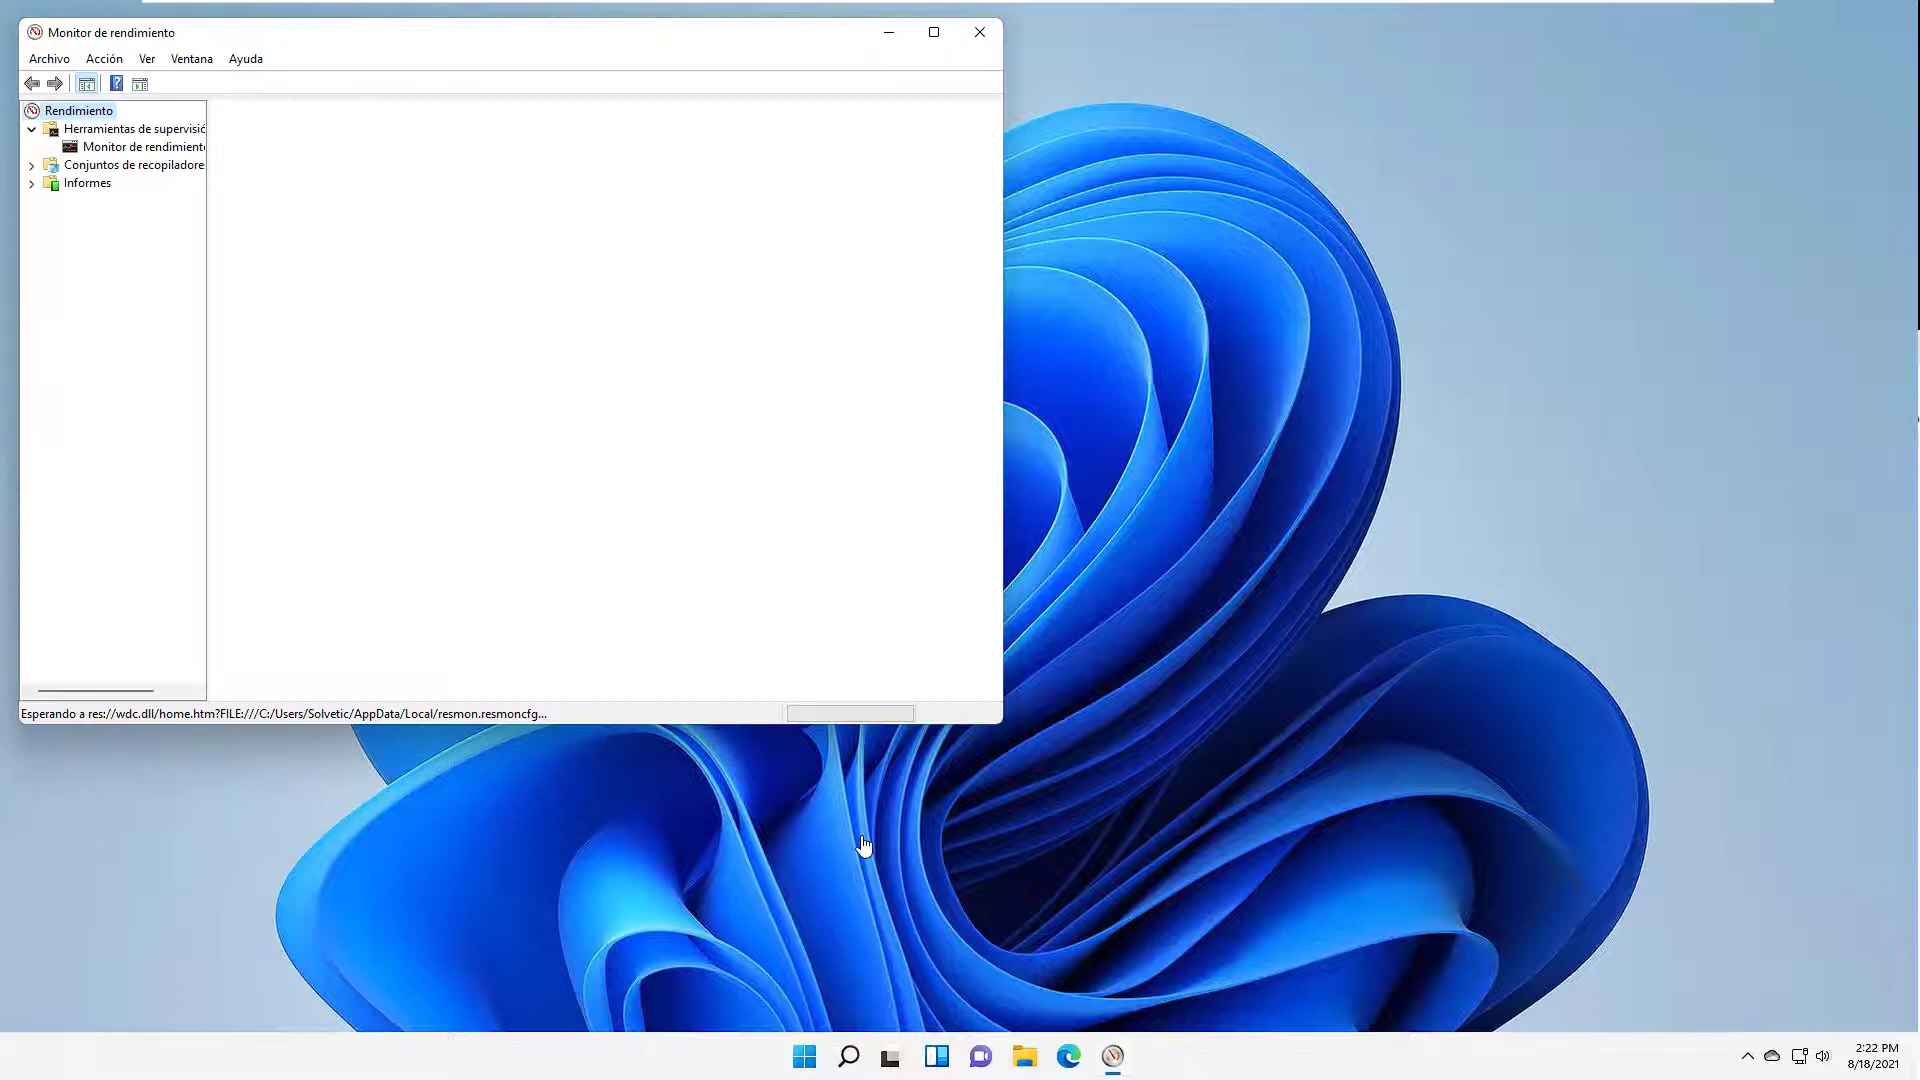 Monitor de rendimiento
Archivo Acción Ver Ventana Ayuda
Rendimiento
Herramientas de supervisió
Monitor de rendimient
Conjuntos de recopiladore
Informes
Esperando a res://wdc.dll/home.htm?FILE:///C:/Users/Solvetic/AppData/Local/resmon.resmoncfg...
2:22 PM
8/18/2021